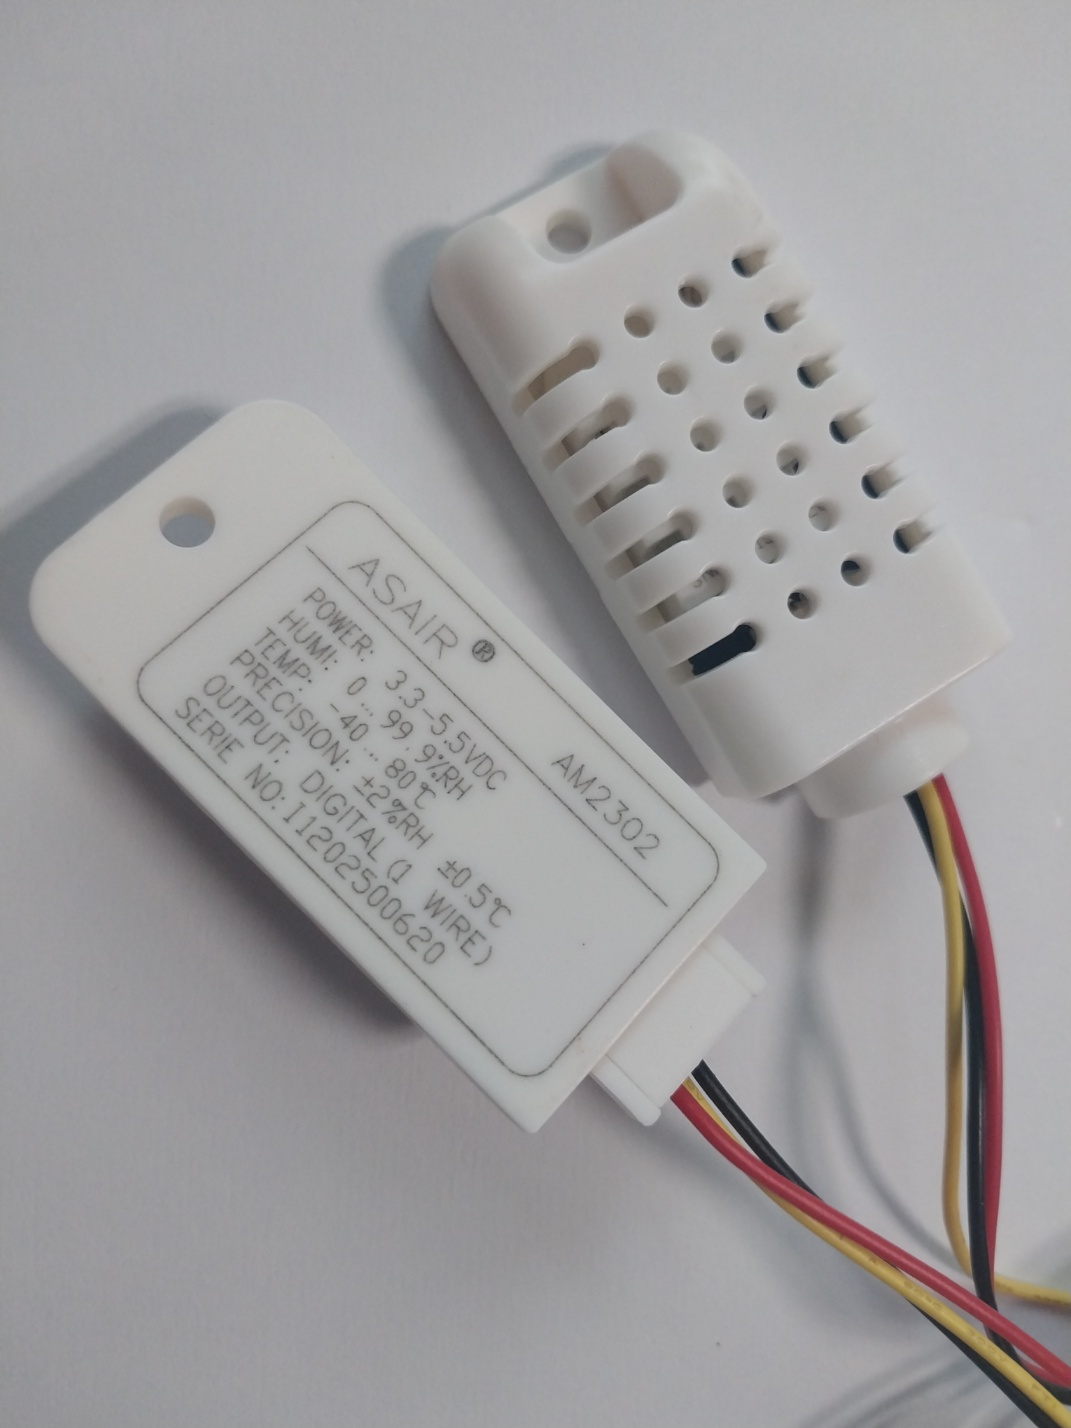 ASAIR ® AM2302
POWER: 3.3-5.5VDC
HUMI: 0... 99.9%RH
TEMP: -40... 80℃
PRECISION: ±2%RH ±0.5℃
OUTPUT: DIGITAL (1 WIRE)
SERIE NO: I1202500620